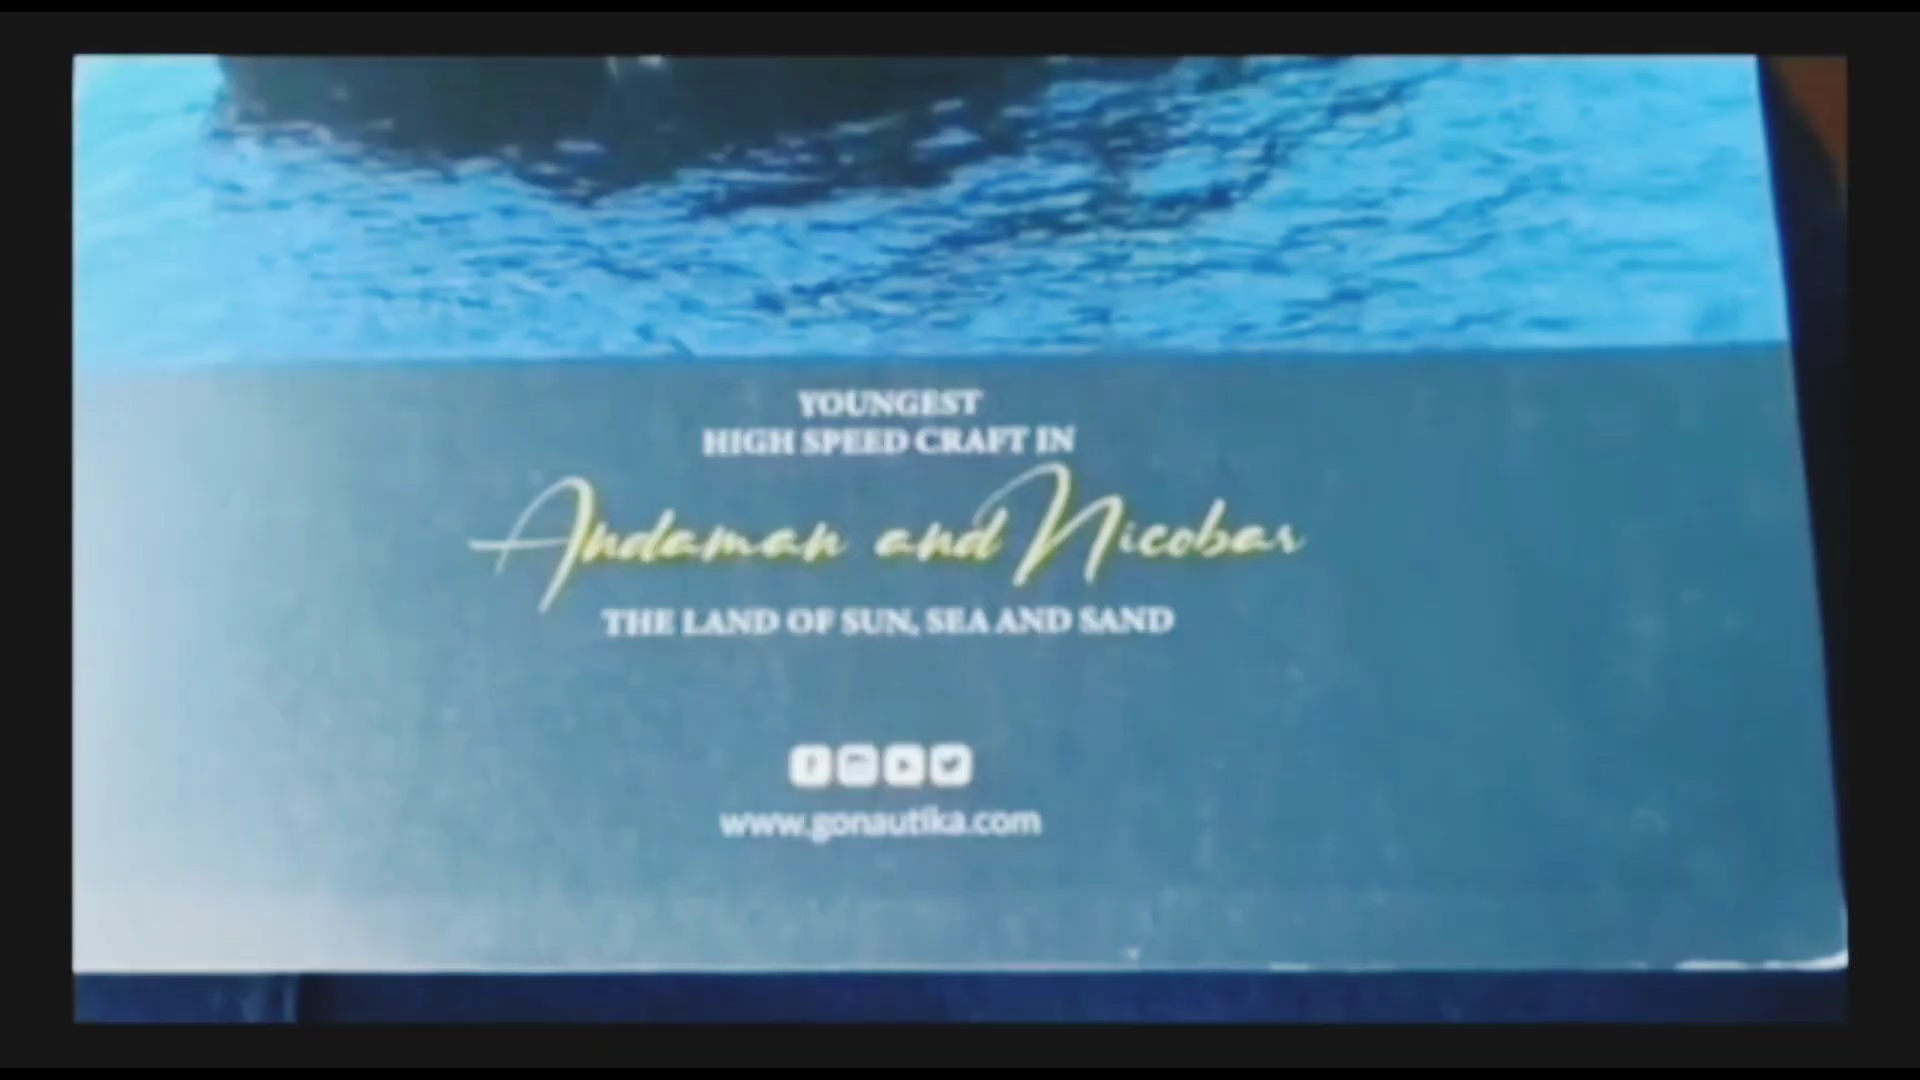 YOUNGEST
HIGH SPEED CRAFT IN
Andaman and Nicobar
THE LAND OF SUN, SEA AND SAND
www.gonautika.com